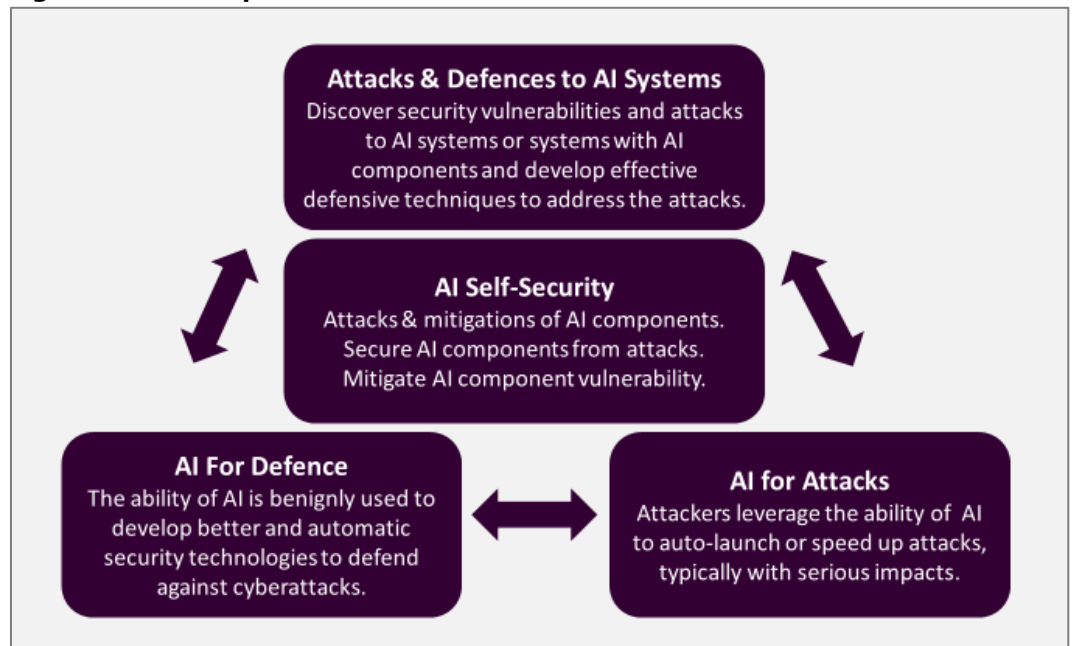 Attacks & Defences to AI Systems
Discover security vulnerabilities and attacks
to AI systems or systems with AI
components and develop effective
defensive techniques to address the attacks.
AI Self-Security
Attacks & mitigations of AI components.
Secure AI components from attacks.
Mitigate AI component vulnerability.
AI For Defence
The ability of AI is benignly used to
develop better and automatic
security technologies to defend
against cyberattacks.
AI for Attacks
Attackers leverage the ability of AI
to auto-launch or speed up attacks,
typically with serious impacts.